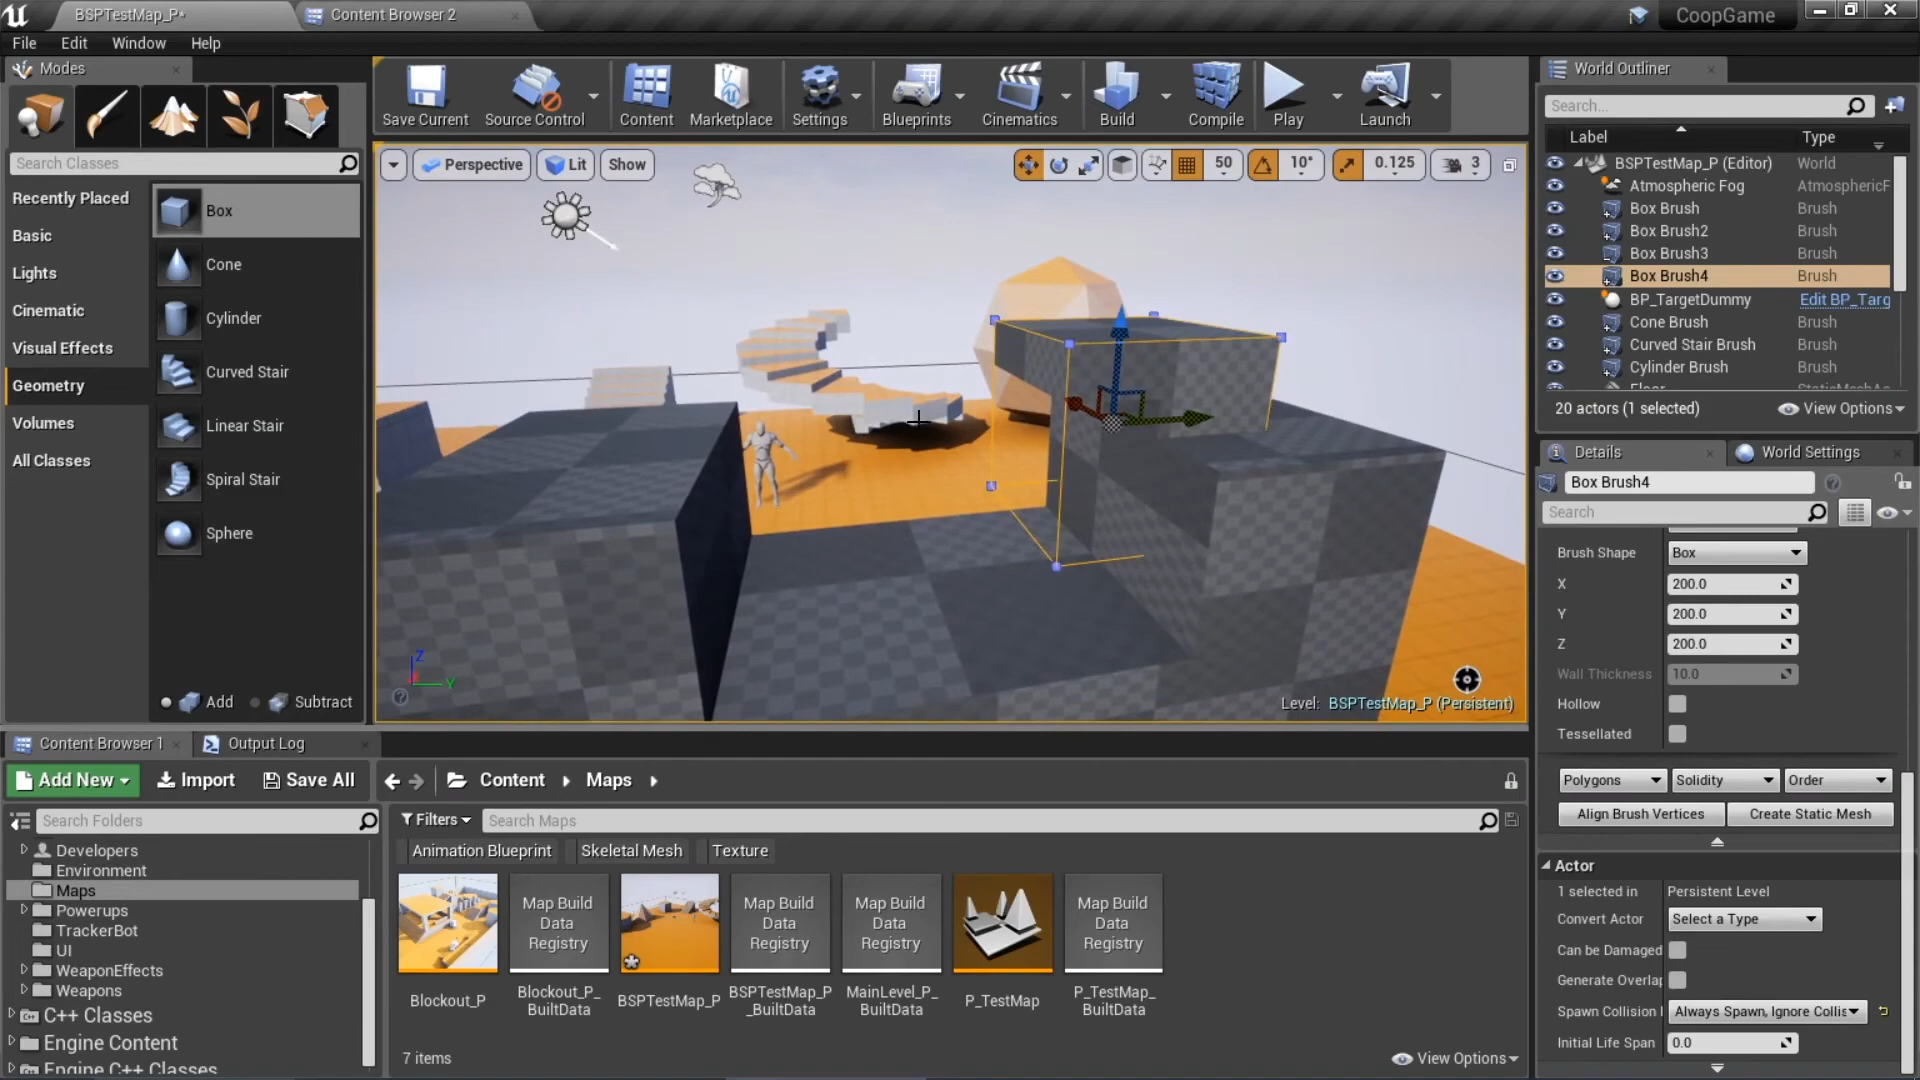 BSPTestMap_P•
Content Browser 2
CoopGame
File
Edit
Window
Help
Modes
Search Classes
Recently Placed
Basic
Lights
Cinematic
Visual Effects
Geometry
Volumes
All Classes
Box
Cone
Cylinder
Curved Stair
Linear Stair
Spiral Stair
Sphere
Add
Subtract
Save Current
Source Control
Content
Marketplace
Settings
Blueprints
Cinematics
Build
Compile
Play
Launch
Perspective
Lit
Show
50
10°
0.125
3
Z
Y
Level: BSPTestMap_P (Persistent)
World Outliner
Search...
Label
Type
BSPTestMap_P (Editor) World
Atmospheric Fog AtmosphericF
Box Brush Brush
Box Brush2 Brush
Box Brush3 Brush
Box Brush4 Brush
BP_TargetDummy Edit BP_Targ
Cone Brush Brush
Curved Stair Brush Brush
Cylinder Brush Brush
20 actors (1 selected)
View Options
Details
World Settings
Box Brush4
Search
Brush Shape Box
X 200.0
Y 200.0
Z 200.0
Wall Thickness 10.0
Hollow
Tessellated
Polygons
Solidity
Order
Align Brush Vertices
Create Static Mesh
Actor
1 selected in Persistent Level
Convert Actor Select a Type
Can be Damaged
Generate Overlap
Spawn Collision Always Spawn, Ignore Collis
Initial Life Span 0.0
Content Browser 1
Output Log
Add New
Import
Save All
Content
Maps
Search Folders
Filters
Search Maps
Developers
Environment
Maps
Powerups
TrackerBot
UI
WeaponEffects
Weapons
C++ Classes
Engine Content
Engine C++ Classes
Animation Blueprint
Skeletal Mesh
Texture
Map Build
Data
Registry
Map Build
Data
Registry
Map Build
Data
Registry
Map Build
Data
Registry
Blockout_P
Blockout_P_
BuiltData
BSPTestMap_P
BSPTestMap_P
_BuiltData
MainLevel_P_
BuiltData
P_TestMap
P_TestMap_
BuiltData
7 items
View Options